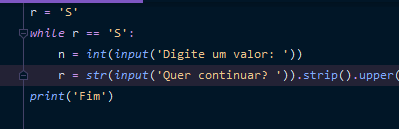 r = 'S'
while r == 'S':
    n = int(input('Digite um valor: '))
    r = str(input('Quer continuar? ')).strip().upper(
print('Fim')